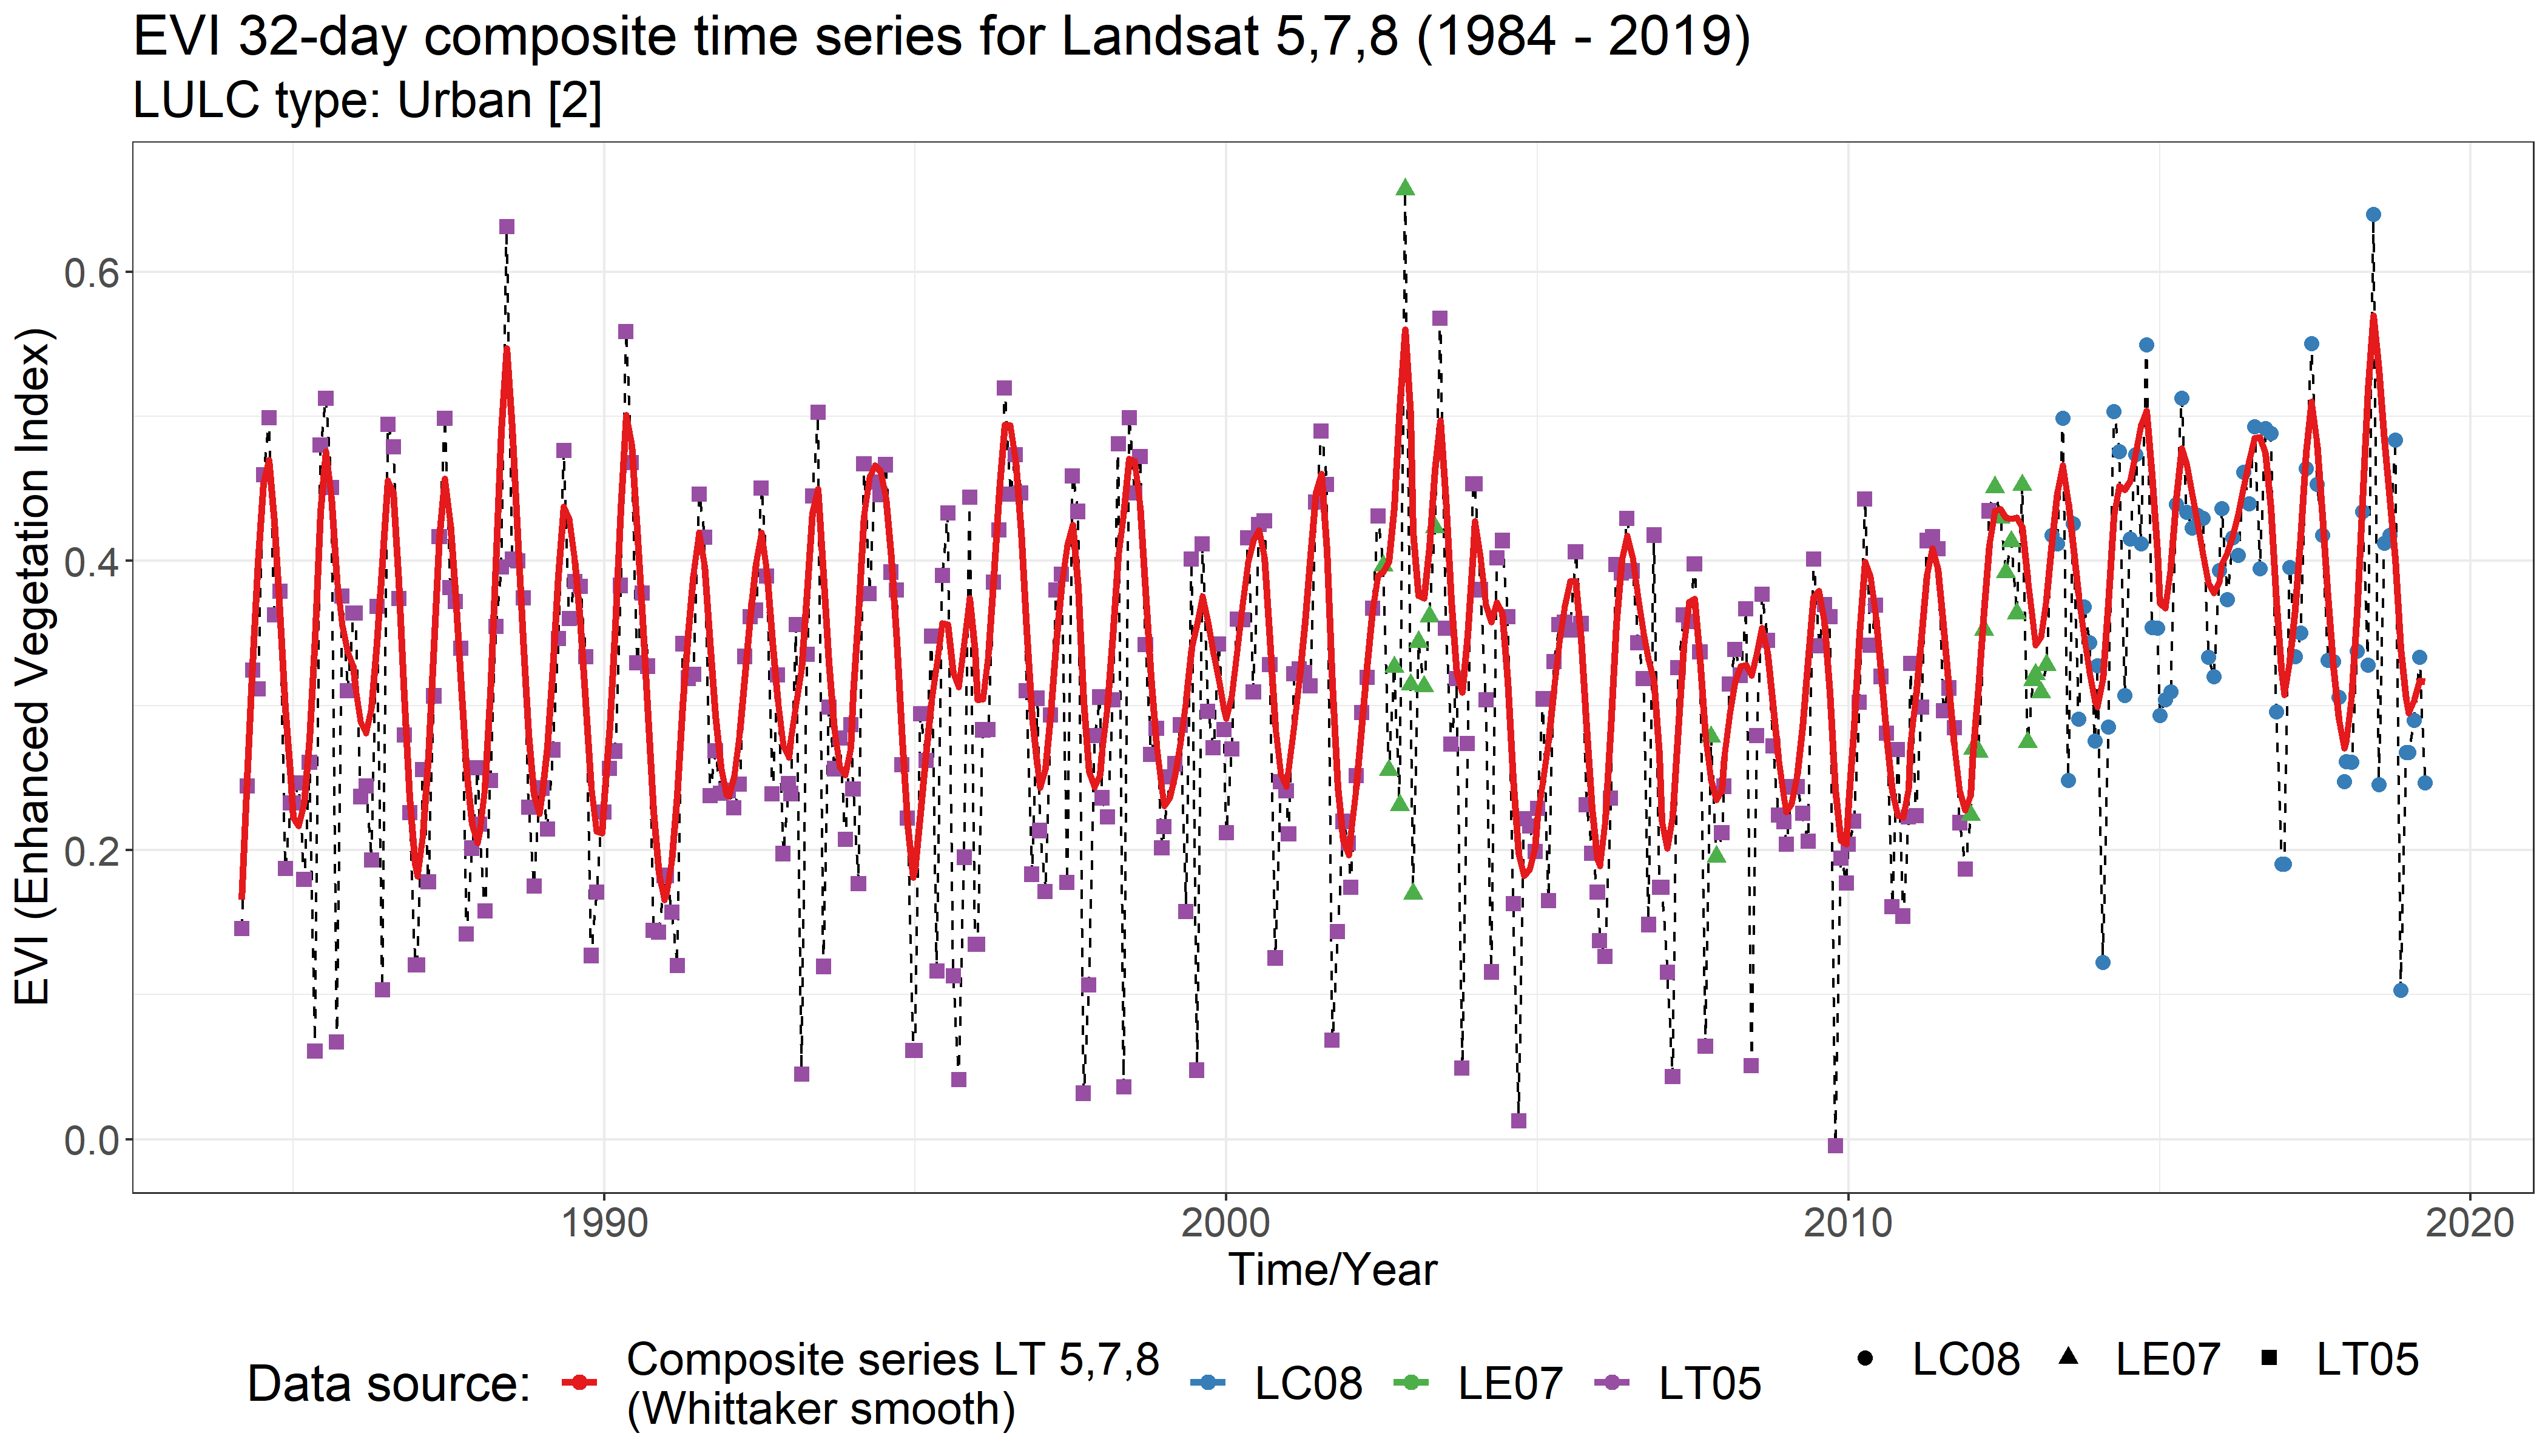 EVI 32-day composite time series for Landsat 5,7,8 (1984 - 2019)
LULC type: Urban [2]
EVI (Enhanced Vegetation Index)
0.6
0.4
0.2
0.0
1990 2000 2010 2020
Time/Year
Data source: Composite series LT 5,7,8 LC08 LE07 LT05 LC08 LE07 LT05
(Whittaker smooth)